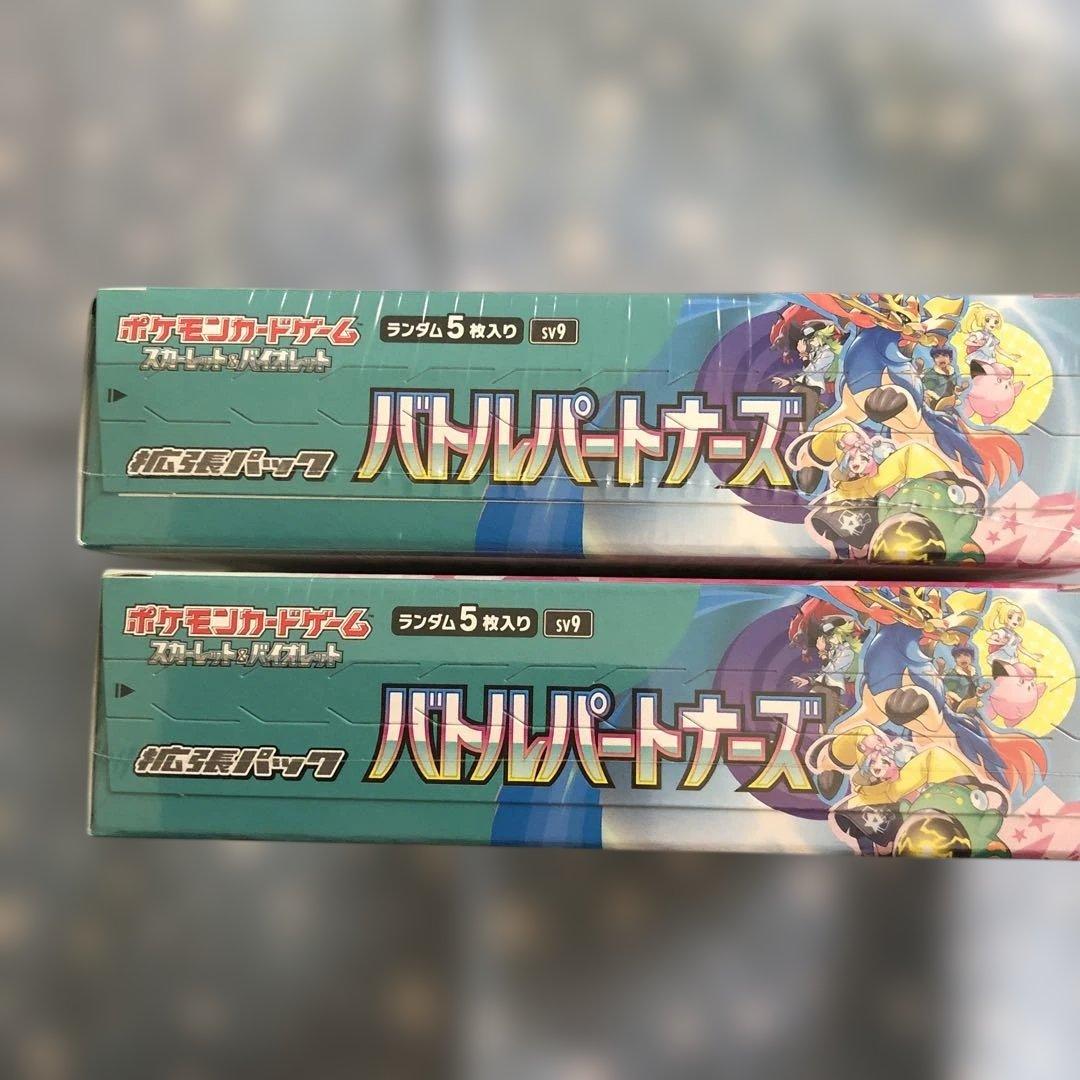 ポケモンカードゲーム
スカーレット&バイオレット
ランダム5枚入り
sv9
拡張パック
バトルパートナーズ
ポケモンカードゲーム
スカーレット&バイオレット
ランダム5枚入り
sv9
拡張パック
バトルパートナーズ